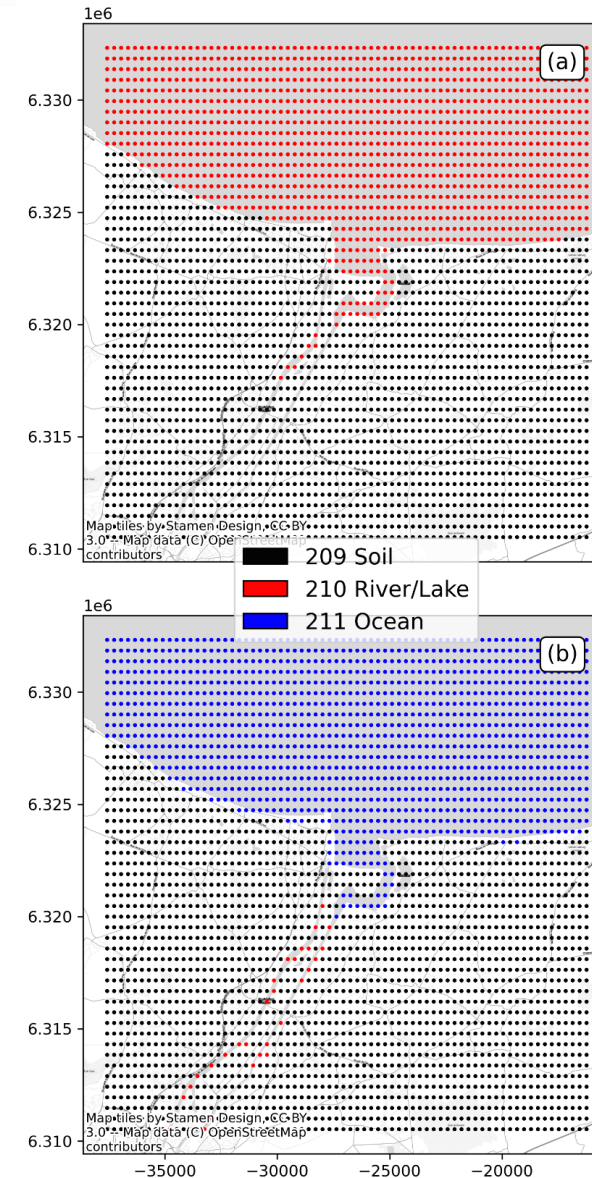 1e6
(a)
6.330
6.325
6.320
6.315
Map tiles by Stamen Design, CC BY
3.0 -- Map data (C) OpenStreetMap
contributors
6.310
209 Soil
210 River/Lake
211 Ocean
1e6
(b)
6.330
6.325
6.320
6.315
Map tiles by Stamen Design, CC BY
3.0 -- Map data (C) OpenStreetMap
contributors
6.310
−35000 −30000 −25000 −20000